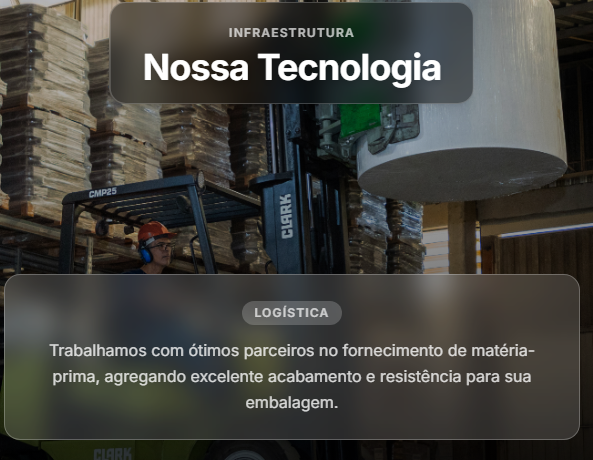 INFRAESTRUTURA
Nossa Tecnologia
CMP25
CLARK
LOGÍSTICA
Trabalhamos com ótimos parceiros no fornecimento de matéria-
prima, agregando excelente acabamento e resistência para sua
embalagem.
CLARK